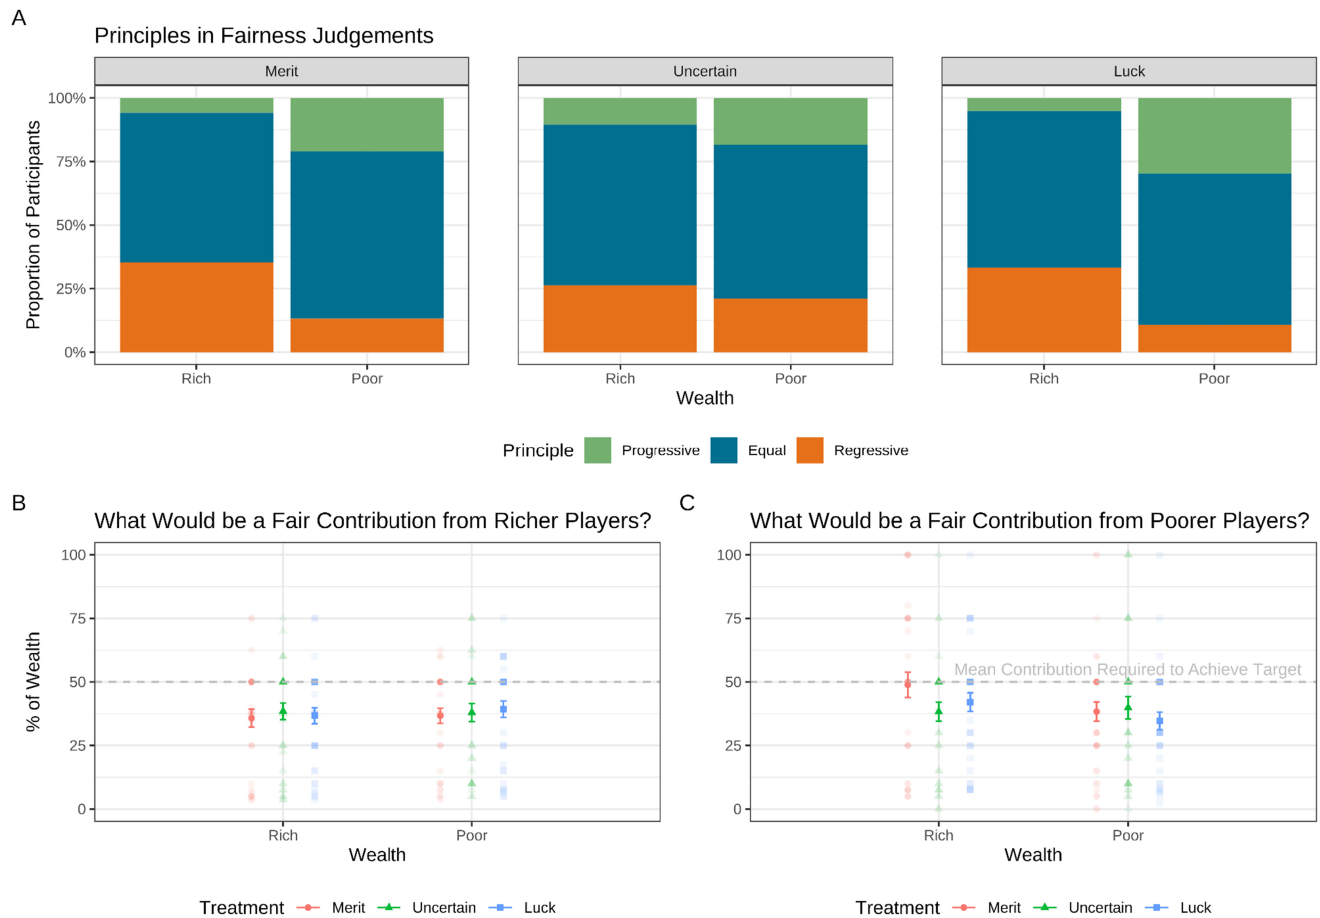 A
Principles in Fairness Judgements
Merit
Uncertain
Luck
Proportion of Participants
100%
75%
50%
25%
0%
Rich
Poor
Rich
Poor
Rich
Poor
Wealth
Principle
Progressive
Equal
Regressive
B
What Would be a Fair Contribution from Richer Players?
% of Wealth
100
75
50
25
0
Rich
Poor
Wealth
Treatment
Merit
Uncertain
Luck
C
What Would be a Fair Contribution from Poorer Players?
100
75
50
25
0
Mean Contribution Required to Achieve Target
Rich
Poor
Wealth
Treatment
Merit
Uncertain
Luck